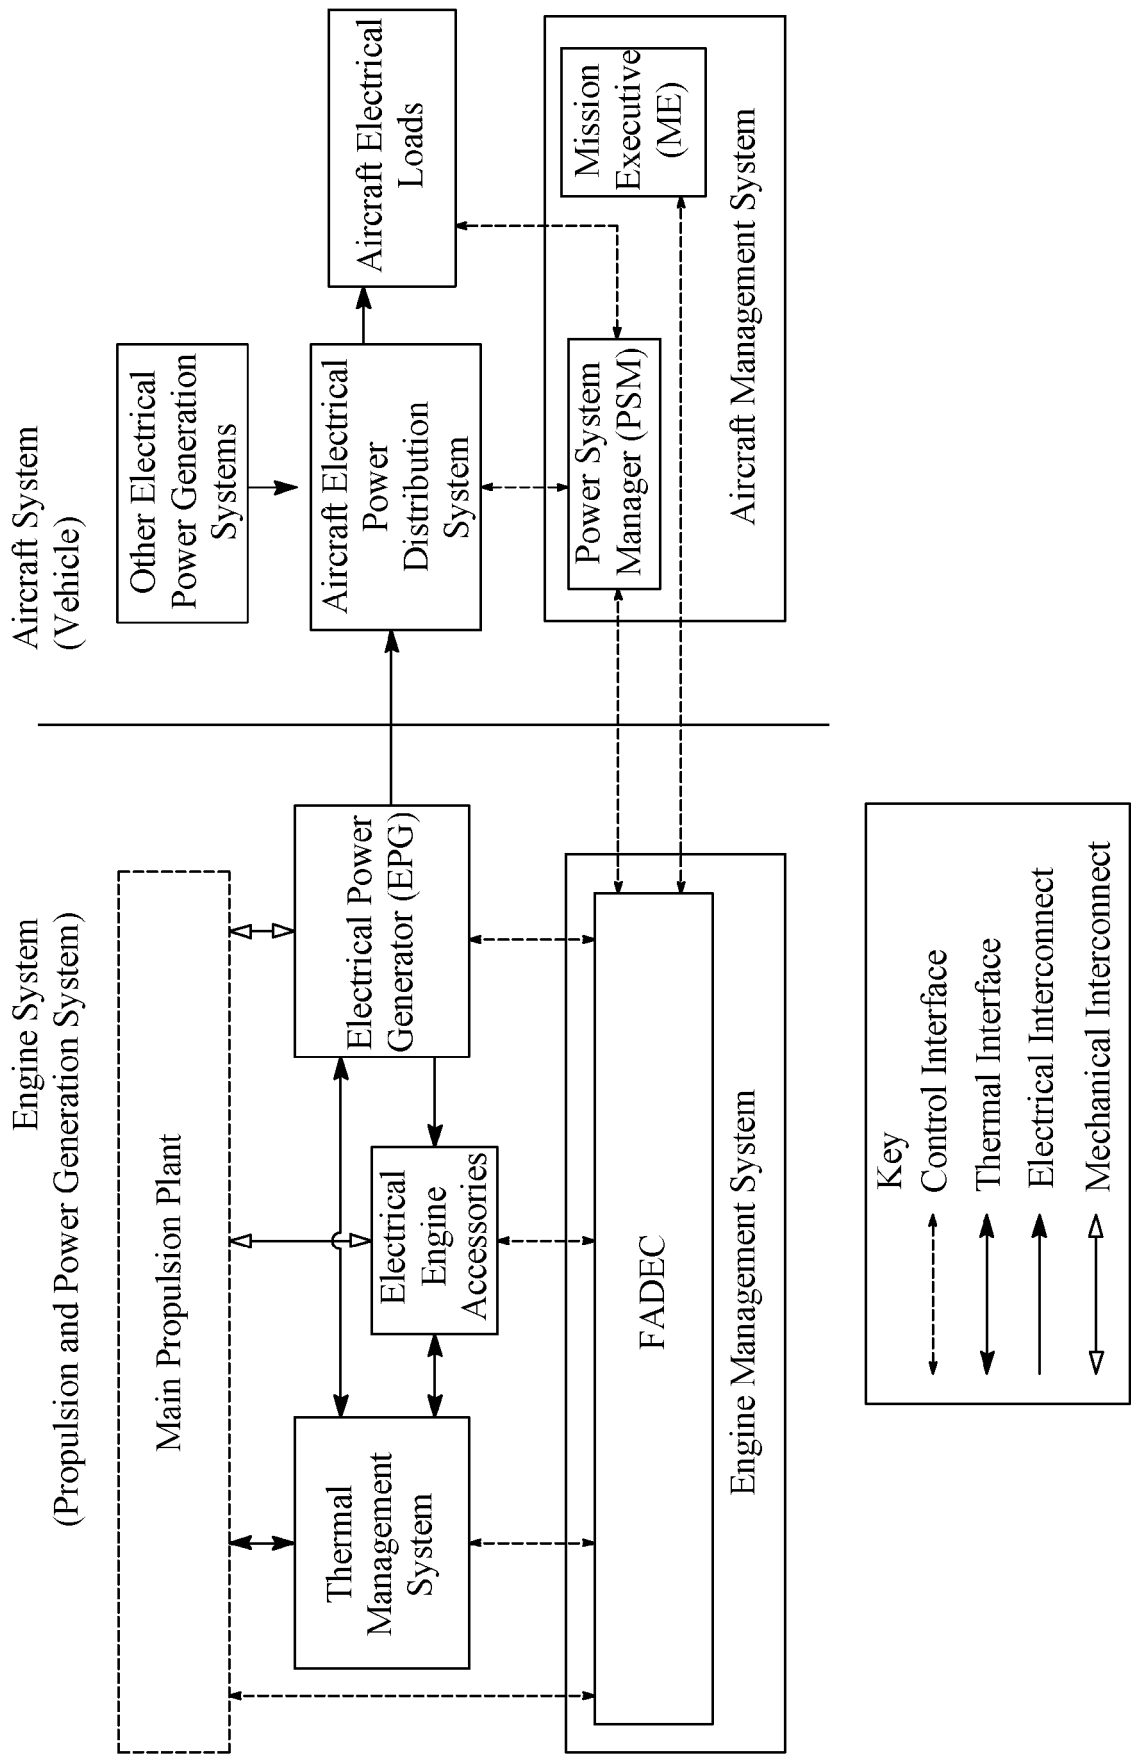 Engine System
(Propulsion and Power Generation System)
Aircraft System
(Vehicle)
Main Propulsion Plant
Other Electrical
Power Generation
Systems
Thermal
Management
System
Electrical
Engine
Accessories
Electrical Power
Generator (EPG)
Aircraft Electrical
Power
Distribution
System
Aircraft Electrical
Loads
FADEC
Engine Management System
Power System
Manager (PSM)
Mission
Executive
(ME)
Aircraft Management System
Key
Control Interface
Thermal Interface
Electrical Interconnect
Mechanical Interconnect